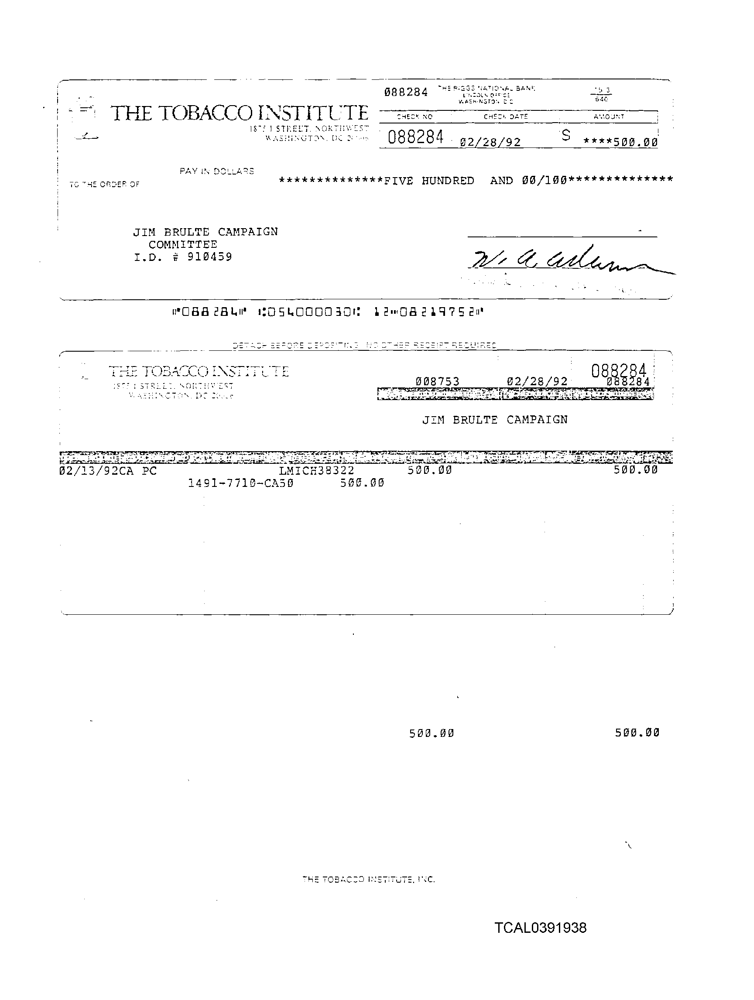 088284 THE RIGGS NATIONAL BANK
LINCOLN OFFICE
WASHINGTON D C
15-3
540
THE TOBACCO INSTITUTE
1875 I STREET, NORTHWEST
WASHINGTON, DC
CHECK NO CHECK DATE AMOUNT
088284 02/28/92 $ ****500.00
PAY IN DOLLARS
TO THE ORDER OF
**************FIVE HUNDRED AND 00/100**************
JIM BRULTE CAMPAIGN
COMMITTEE
I.D. # 910459
W. A. Adams
⑈088284⑈ ⑆054000030⑆ 12⑉08219752⑈
DETACH BEFORE DEPOSITING. NO OTHER RECEIPT REQUIRED
THE TOBACCO INSTITUTE
1875 I STREET, NORTHWEST
WASHINGTON, DC
088284
008753 02/28/92 088284
JIM BRULTE CAMPAIGN
02/13/92CA PC LMICH38322 500.00 500.00
1491-7710-CA50 500.00
500.00 500.00
THE TOBACCO INSTITUTE, INC.
TCAL0391938